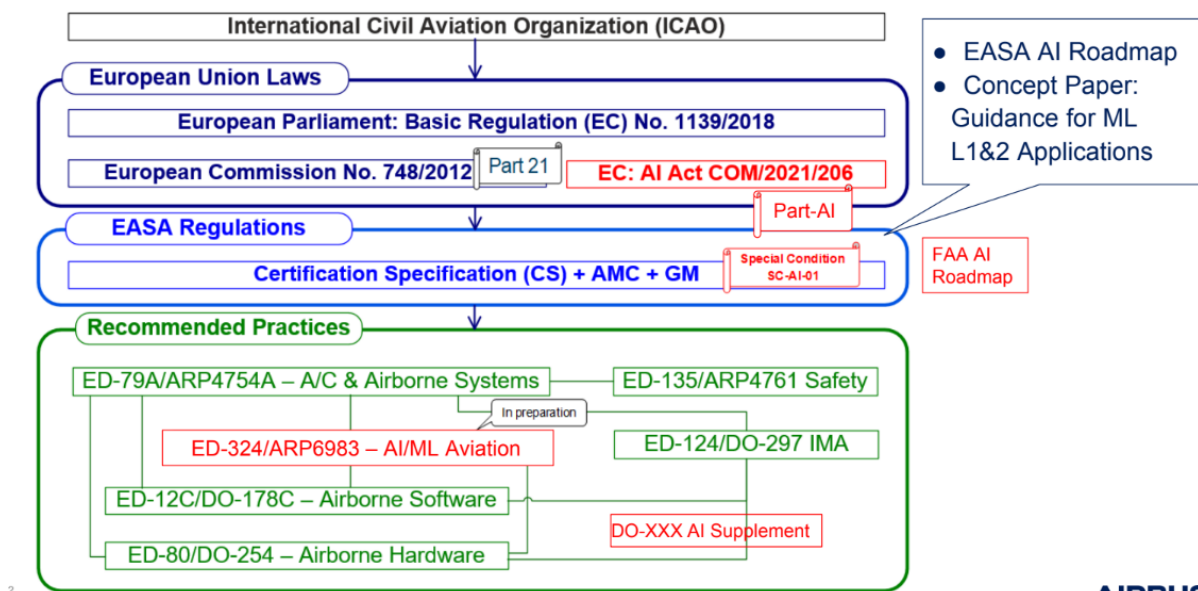 International Civil Aviation Organization (ICAO)
European Union Laws
European Parliament: Basic Regulation (EC) No. 1139/2018
European Commission No. 748/2012
Part 21
EC: AI Act COM/2021/206
Part-AI
● EASA AI Roadmap
● Concept Paper:
Guidance for ML
L1&2 Applications
EASA Regulations
Certification Specification (CS) + AMC + GM
Special Condition
SC-AI-01
FAA AI
Roadmap
Recommended Practices
ED-79A/ARP4754A – A/C & Airborne Systems
ED-135/ARP4761 Safety
In preparation
ED-324/ARP6983 – AI/ML Aviation
ED-124/DO-297 IMA
ED-12C/DO-178C – Airborne Software
DO-XXX AI Supplement
ED-80/DO-254 – Airborne Hardware